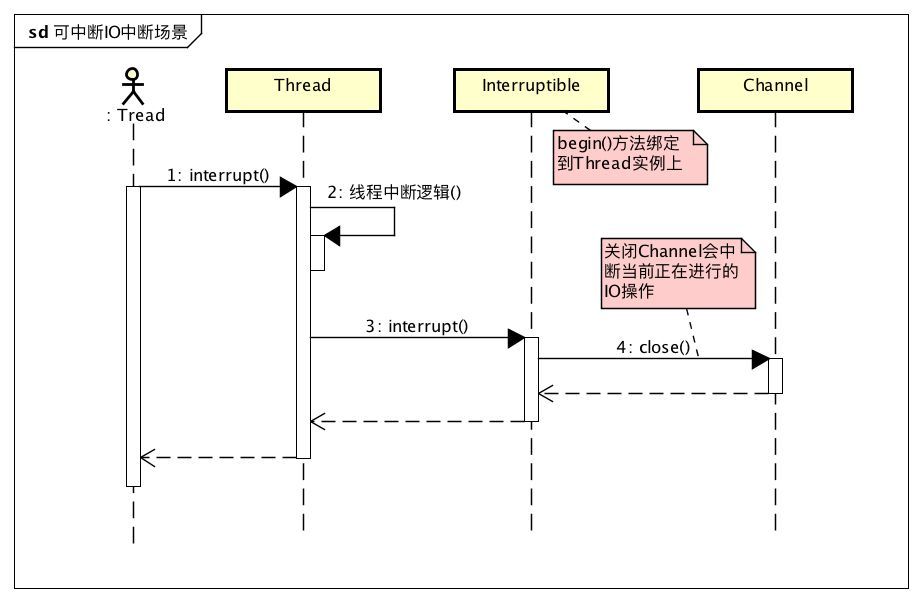 sd 可中断IO中断场景
: Tread
Thread
Interruptible
Channel
begin()方法绑定
到Thread实例上
1: interrupt()
2: 线程中断逻辑()
关闭Channel会中
断当前正在进行的
IO操作
3: interrupt()
4: close()